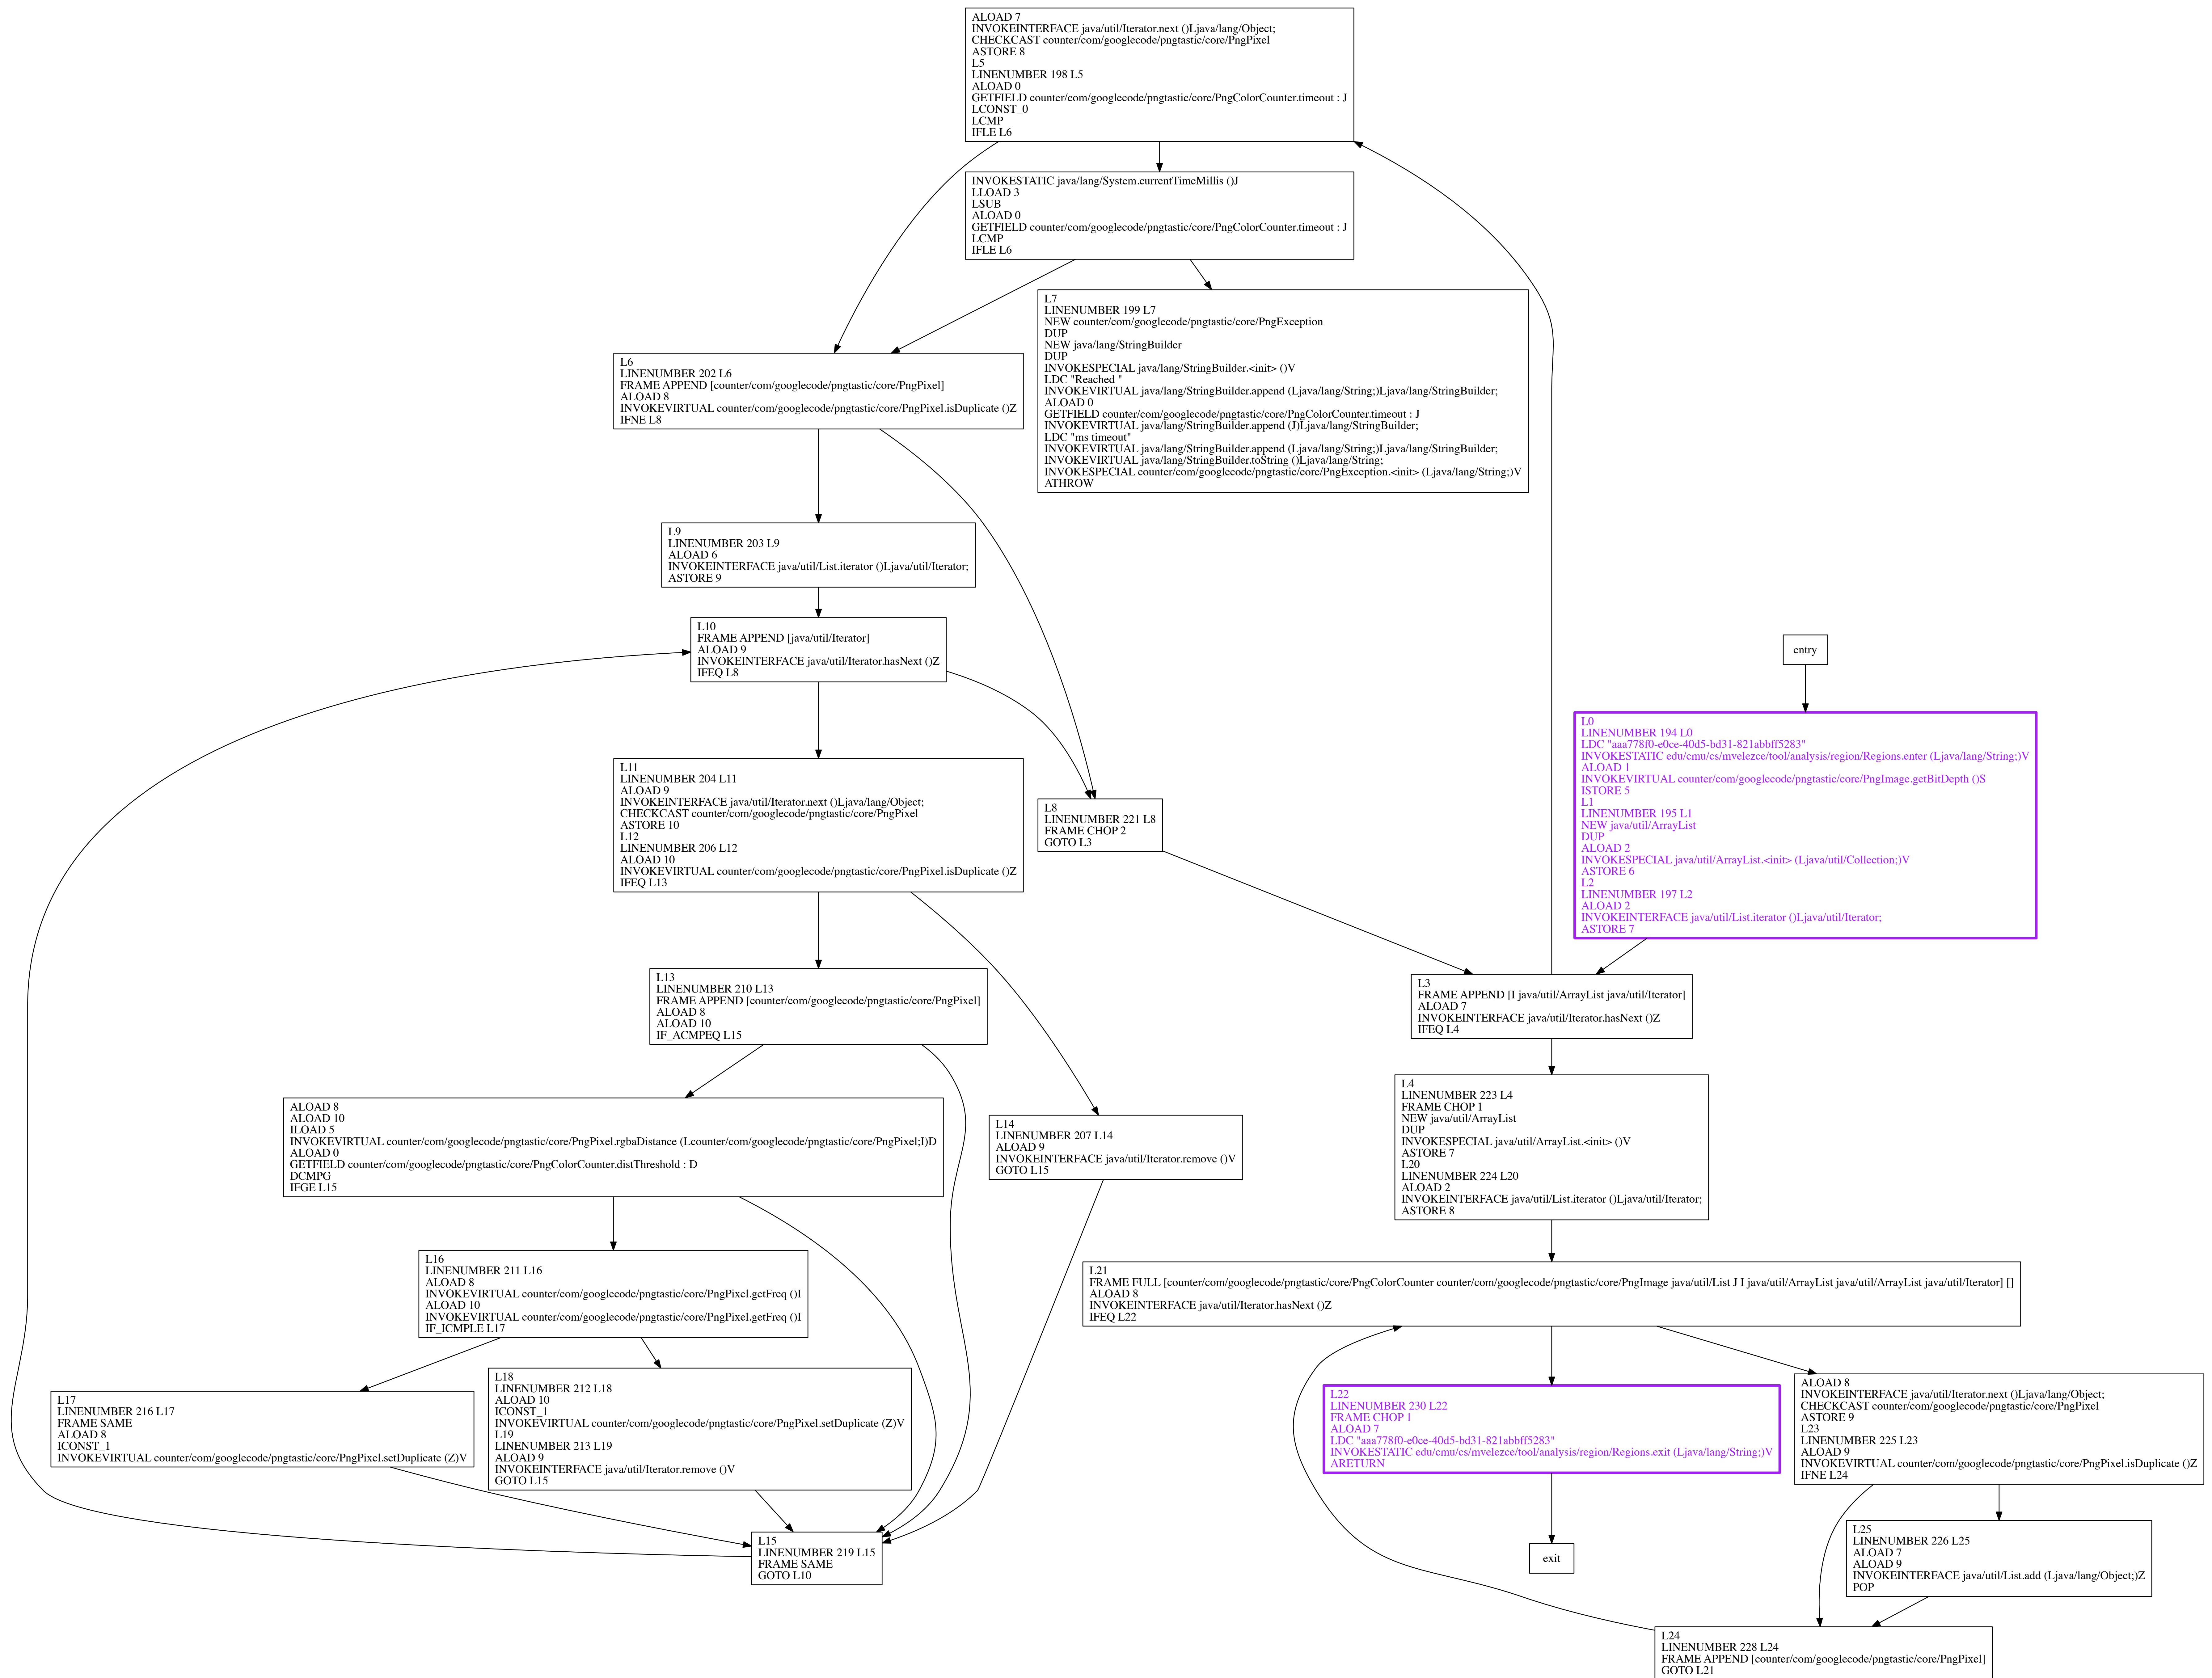 ALOAD 7
INVOKEINTERFACE java/util/Iterator.next ()Ljava/lang/Object;
CHECKCAST counter/com/googlecode/pngtastic/core/PngPixel
ASTORE 8
L5
LINENUMBER 198 L5
ALOAD 0
GETFIELD counter/com/googlecode/pngtastic/core/PngColorCounter.timeout : J
LCONST_0
LCMP
IFLE L6
INVOKESTATIC java/lang/System.currentTimeMillis ()J
LLOAD 3
LSUB
ALOAD 0
GETFIELD counter/com/googlecode/pngtastic/core/PngColorCounter.timeout : J
LCMP
IFLE L6
L7
LINENUMBER 199 L7
NEW counter/com/googlecode/pngtastic/core/PngException
DUP
NEW java/lang/StringBuilder
DUP
INVOKESPECIAL java/lang/StringBuilder.<init> ()V
LDC "Reached "
INVOKEVIRTUAL java/lang/StringBuilder.append (Ljava/lang/String;)Ljava/lang/StringBuilder;
ALOAD 0
GETFIELD counter/com/googlecode/pngtastic/core/PngColorCounter.timeout : J
INVOKEVIRTUAL java/lang/StringBuilder.append (J)Ljava/lang/StringBuilder;
LDC "ms timeout"
INVOKEVIRTUAL java/lang/StringBuilder.append (Ljava/lang/String;)Ljava/lang/StringBuilder;
INVOKEVIRTUAL java/lang/StringBuilder.toString ()Ljava/lang/String;
INVOKESPECIAL counter/com/googlecode/pngtastic/core/PngException.<init> (Ljava/lang/String;)V
ATHROW
L6
LINENUMBER 202 L6
FRAME APPEND [counter/com/googlecode/pngtastic/core/PngPixel]
ALOAD 8
INVOKEVIRTUAL counter/com/googlecode/pngtastic/core/PngPixel.isDuplicate ()Z
IFNE L8
L9
LINENUMBER 203 L9
ALOAD 6
INVOKEINTERFACE java/util/List.iterator ()Ljava/util/Iterator;
ASTORE 9
L10
FRAME APPEND [java/util/Iterator]
ALOAD 9
INVOKEINTERFACE java/util/Iterator.hasNext ()Z
IFEQ L8
entry
L0
LINENUMBER 194 L0
LDC "aaa778f0-e0ce-40d5-bd31-821abbff5283"
INVOKESTATIC edu/cmu/cs/mvelezce/tool/analysis/region/Regions.enter (Ljava/lang/String;)V
ALOAD 1
INVOKEVIRTUAL counter/com/googlecode/pngtastic/core/PngImage.getBitDepth ()S
ISTORE 5
L1
LINENUMBER 195 L1
NEW java/util/ArrayList
DUP
ALOAD 2
INVOKESPECIAL java/util/ArrayList.<init> (Ljava/util/Collection;)V
ASTORE 6
L2
LINENUMBER 197 L2
ALOAD 2
INVOKEINTERFACE java/util/List.iterator ()Ljava/util/Iterator;
ASTORE 7
L11
LINENUMBER 204 L11
ALOAD 9
INVOKEINTERFACE java/util/Iterator.next ()Ljava/lang/Object;
CHECKCAST counter/com/googlecode/pngtastic/core/PngPixel
ASTORE 10
L12
LINENUMBER 206 L12
ALOAD 10
INVOKEVIRTUAL counter/com/googlecode/pngtastic/core/PngPixel.isDuplicate ()Z
IFEQ L13
L8
LINENUMBER 221 L8
FRAME CHOP 2
GOTO L3
L13
LINENUMBER 210 L13
FRAME APPEND [counter/com/googlecode/pngtastic/core/PngPixel]
ALOAD 8
ALOAD 10
IF_ACMPEQ L15
L3
FRAME APPEND [I java/util/ArrayList java/util/Iterator]
ALOAD 7
INVOKEINTERFACE java/util/Iterator.hasNext ()Z
IFEQ L4
ALOAD 8
ALOAD 10
ILOAD 5
INVOKEVIRTUAL counter/com/googlecode/pngtastic/core/PngPixel.rgbaDistance (Lcounter/com/googlecode/pngtastic/core/PngPixel;I)D
ALOAD 0
GETFIELD counter/com/googlecode/pngtastic/core/PngColorCounter.distThreshold : D
DCMPG
IFGE L15
L14
LINENUMBER 207 L14
ALOAD 9
INVOKEINTERFACE java/util/Iterator.remove ()V
GOTO L15
L4
LINENUMBER 223 L4
FRAME CHOP 1
NEW java/util/ArrayList
DUP
INVOKESPECIAL java/util/ArrayList.<init> ()V
ASTORE 7
L20
LINENUMBER 224 L20
ALOAD 2
INVOKEINTERFACE java/util/List.iterator ()Ljava/util/Iterator;
ASTORE 8
L16
LINENUMBER 211 L16
ALOAD 8
INVOKEVIRTUAL counter/com/googlecode/pngtastic/core/PngPixel.getFreq ()I
ALOAD 10
INVOKEVIRTUAL counter/com/googlecode/pngtastic/core/PngPixel.getFreq ()I
IF_ICMPLE L17
L21
FRAME FULL [counter/com/googlecode/pngtastic/core/PngColorCounter counter/com/googlecode/pngtastic/core/PngImage java/util/List J I java/util/ArrayList java/util/ArrayList java/util/Iterator] []
ALOAD 8
INVOKEINTERFACE java/util/Iterator.hasNext ()Z
IFEQ L22
L17
LINENUMBER 216 L17
FRAME SAME
ALOAD 8
ICONST_1
INVOKEVIRTUAL counter/com/googlecode/pngtastic/core/PngPixel.setDuplicate (Z)V
L18
LINENUMBER 212 L18
ALOAD 10
ICONST_1
INVOKEVIRTUAL counter/com/googlecode/pngtastic/core/PngPixel.setDuplicate (Z)V
L19
LINENUMBER 213 L19
ALOAD 9
INVOKEINTERFACE java/util/Iterator.remove ()V
GOTO L15
L22
LINENUMBER 230 L22
FRAME CHOP 1
ALOAD 7
LDC "aaa778f0-e0ce-40d5-bd31-821abbff5283"
INVOKESTATIC edu/cmu/cs/mvelezce/tool/analysis/region/Regions.exit (Ljava/lang/String;)V
ARETURN
ALOAD 8
INVOKEINTERFACE java/util/Iterator.next ()Ljava/lang/Object;
CHECKCAST counter/com/googlecode/pngtastic/core/PngPixel
ASTORE 9
L23
LINENUMBER 225 L23
ALOAD 9
INVOKEVIRTUAL counter/com/googlecode/pngtastic/core/PngPixel.isDuplicate ()Z
IFNE L24
L15
LINENUMBER 219 L15
FRAME SAME
GOTO L10
exit
L25
LINENUMBER 226 L25
ALOAD 7
ALOAD 9
INVOKEINTERFACE java/util/List.add (Ljava/lang/Object;)Z
POP
L24
LINENUMBER 228 L24
FRAME APPEND [counter/com/googlecode/pngtastic/core/PngPixel]
GOTO L21